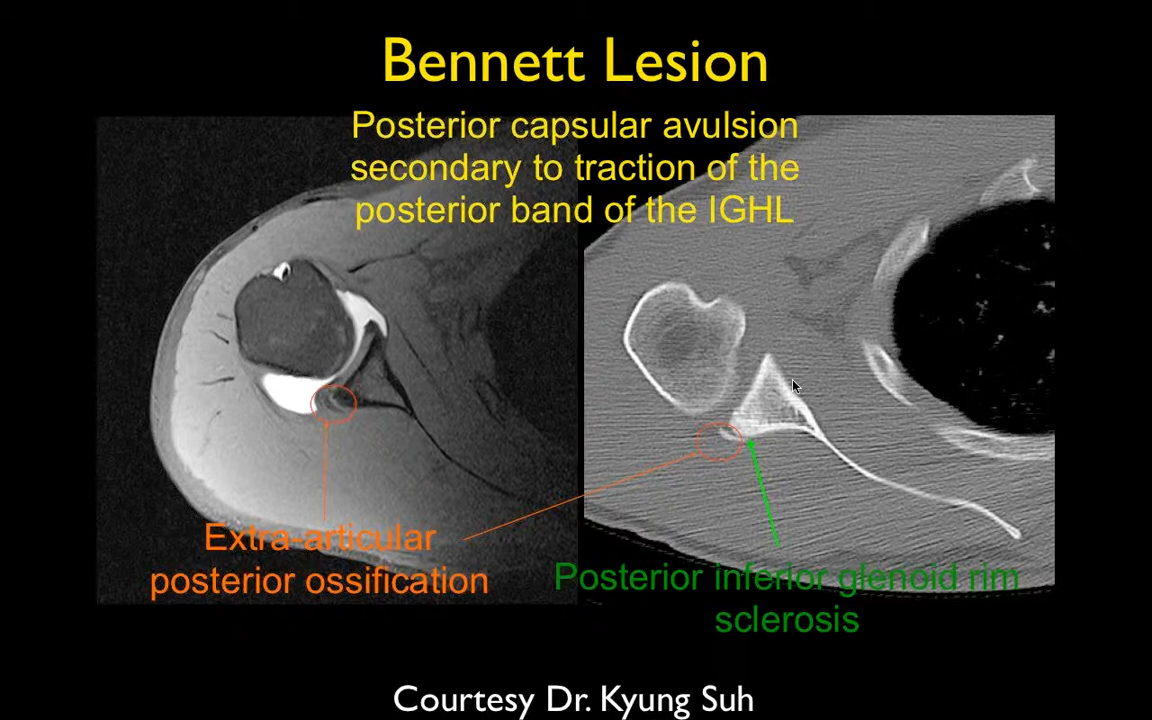 Bennett Lesion
Posterior capsular avulsion
secondary to traction of the
posterior band of the IGHL
Extra-articular
posterior ossification
Posterior inferior glenoid rim
sclerosis
Courtesy Dr. Kyung Suh